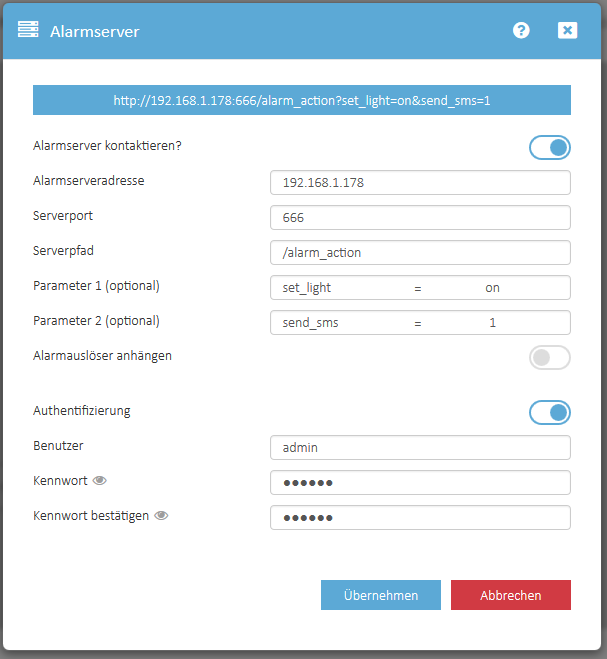 Alarmserver
http://192.168.1.178:666/alarm_action?set_light=on&send_sms=1
Alarmserver kontaktieren?
Alarmserveradresse 192.168.1.178
Serverport 666
Serverpfad /alarm_action
Parameter 1 (optional) set_light = on
Parameter 2 (optional) send_sms = 1
Alarmauslöser anhängen
Authentifizierung
Benutzer admin
Kennwort ●●●●●●
Kennwort bestätigen ●●●●●●
Übernehmen Abbrechen